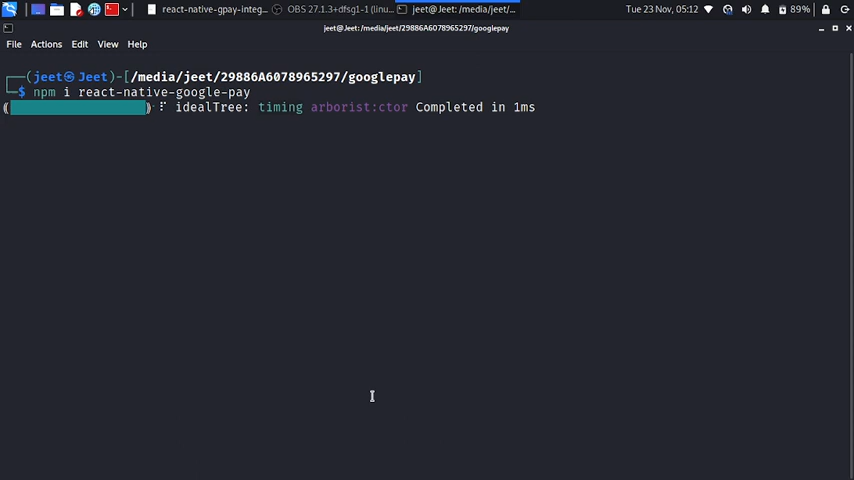 react-native-gpay-integ...
OBS 27.1.3+dfsg1-1 (linu...
jeet@Jeet: /media/jeet/...
Tue 23 Nov, 05:12
89%
jeet@Jeet: /media/jeet/29886A6078965297/googlepay
File Actions Edit View Help
┌──(jeet㉿Jeet)-[/media/jeet/29886A6078965297/googlepay]
└─$ npm i react-native-google-pay
(██████████████████) ⠏ idealTree: timing arborist:ctor Completed in 1ms